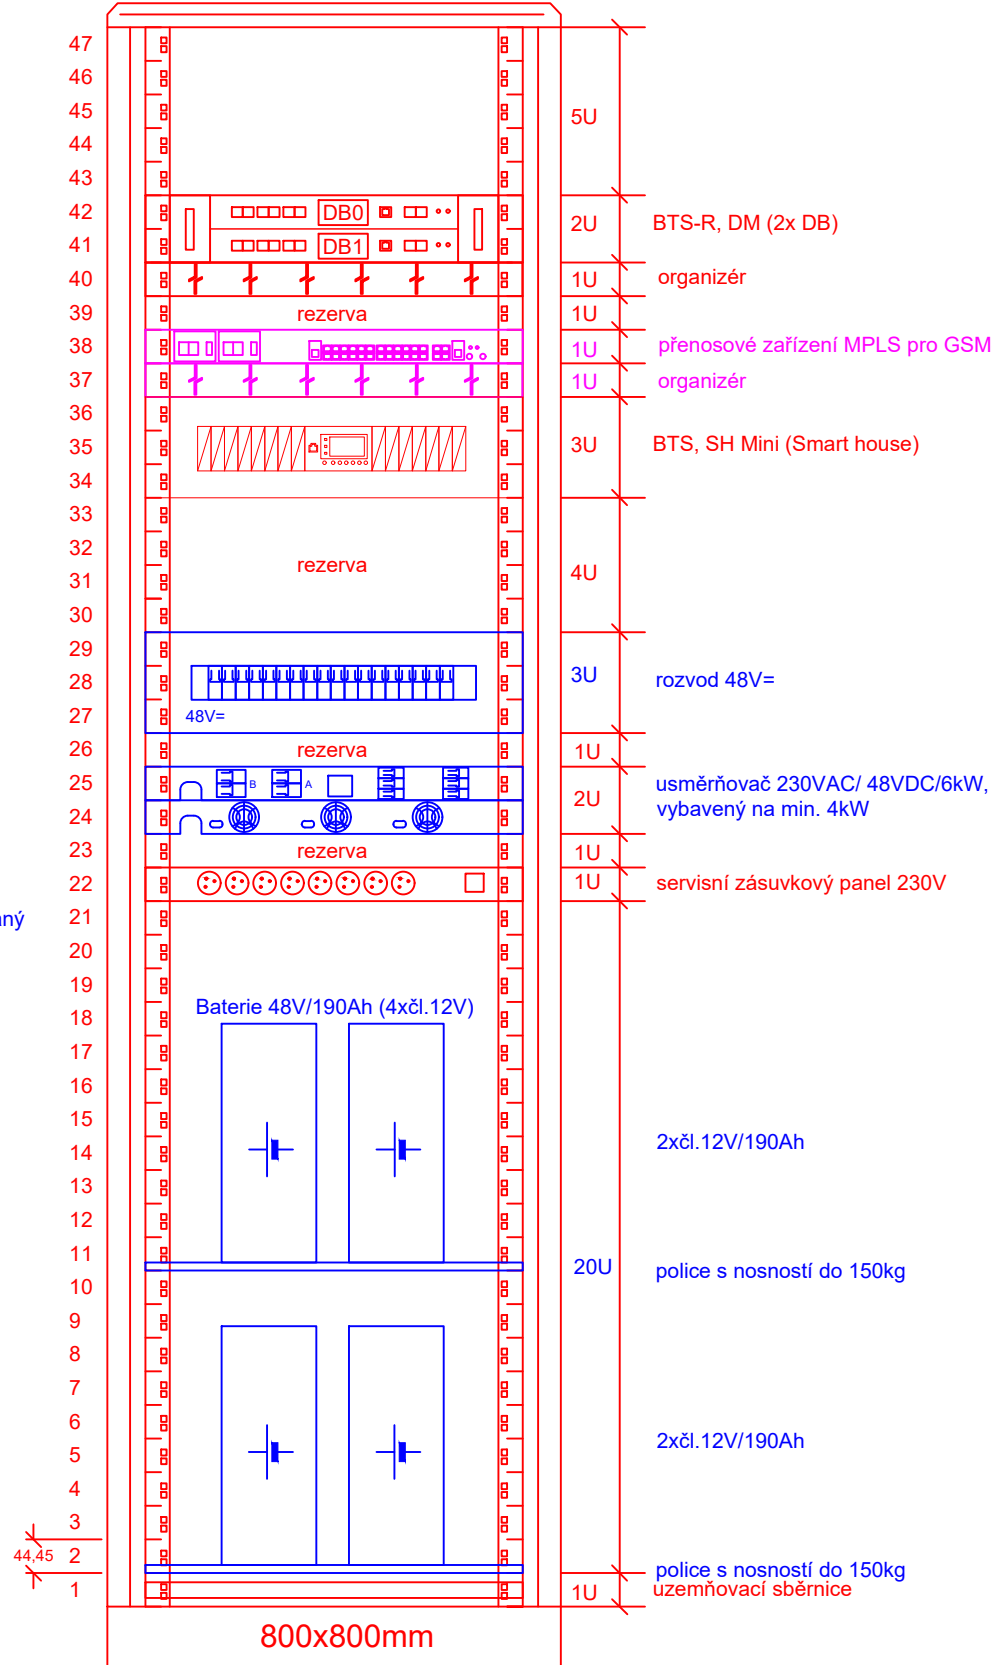 47
46
45
44
43
5U
42
DB0
2U
BTS-R, DM (2x DB)
41
DB1
40
1U
organizér
39
rezerva
1U
38
1U
přenosové zařízení MPLS pro GSM
37
1U
organizér
36
35
3U
BTS, SH Mini (Smart house)
34
33
32
rezerva
31
4U
30
29
28
3U
rozvod 48V=
27
48V=
26
rezerva
1U
25
B
A
2U
usměrňovač 230VAC/ 48VDC/6kW,
vybavený na min. 4kW
24
23
rezerva
1U
22
1U
servisní zásuvkový panel 230V
21
20
19
Baterie 48V/190Ah (4xčl.12V)
18
17
16
15
14
2xčl.12V/190Ah
13
12
11
20U
police s nosností do 150kg
10
9
8
7
6
2xčl.12V/190Ah
5
4
3
44,45
2
police s nosností do 150kg
1
1U
uzemňovací sběrnice
800x800mm